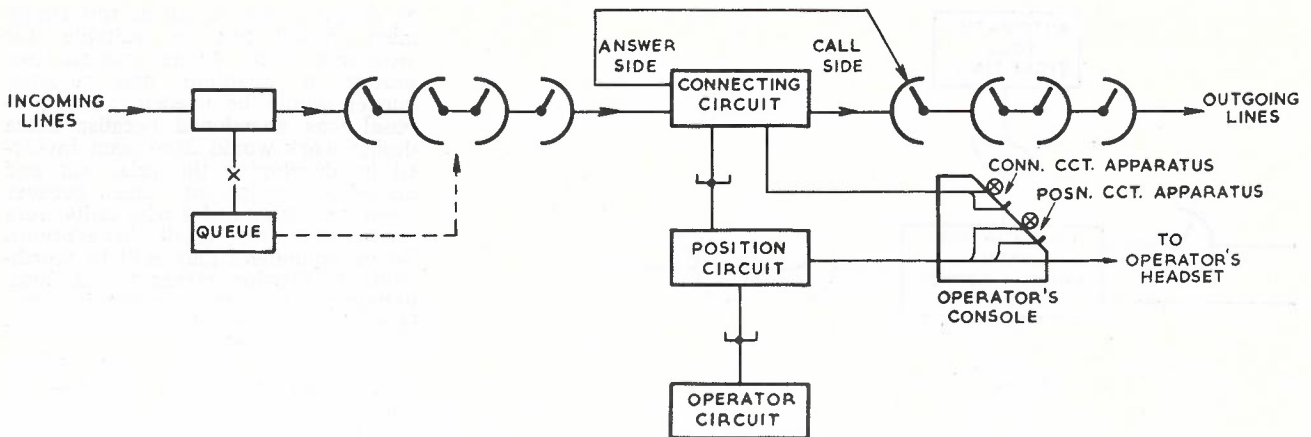 INCOMING
LINES
QUEUE
ANSWER
SIDE
CALL
SIDE
CONNECTING
CIRCUIT
OUTGOING
LINES
CONN. CCT. APPARATUS
POSN. CCT. APPARATUS
POSITION
CIRCUIT
TO
OPERATOR'S
HEADSET
OPERATOR'S
CONSOLE
OPERATOR
CIRCUIT